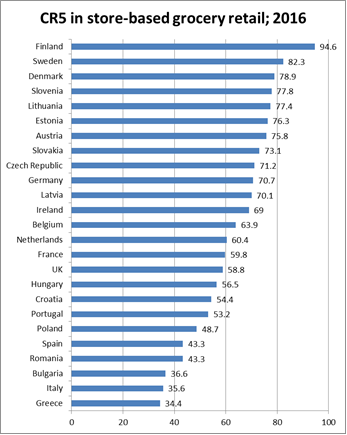 CR5 in store-based grocery retail; 2016
Finland 94.6
Sweden 82.3
Denmark 78.9
Slovenia 77.8
Lithuania 77.4
Estonia 76.3
Austria 75.8
Slovakia 73.1
Czech Republic 71.2
Germany 70.7
Latvia 70.1
Ireland 69
Belgium 63.9
Netherlands 60.4
France 59.8
UK 58.8
Hungary 56.5
Croatia 54.4
Portugal 53.2
Poland 48.7
Spain 43.3
Romania 43.3
Bulgaria 36.6
Italy 35.6
Greece 34.4
0 20 40 60 80 100